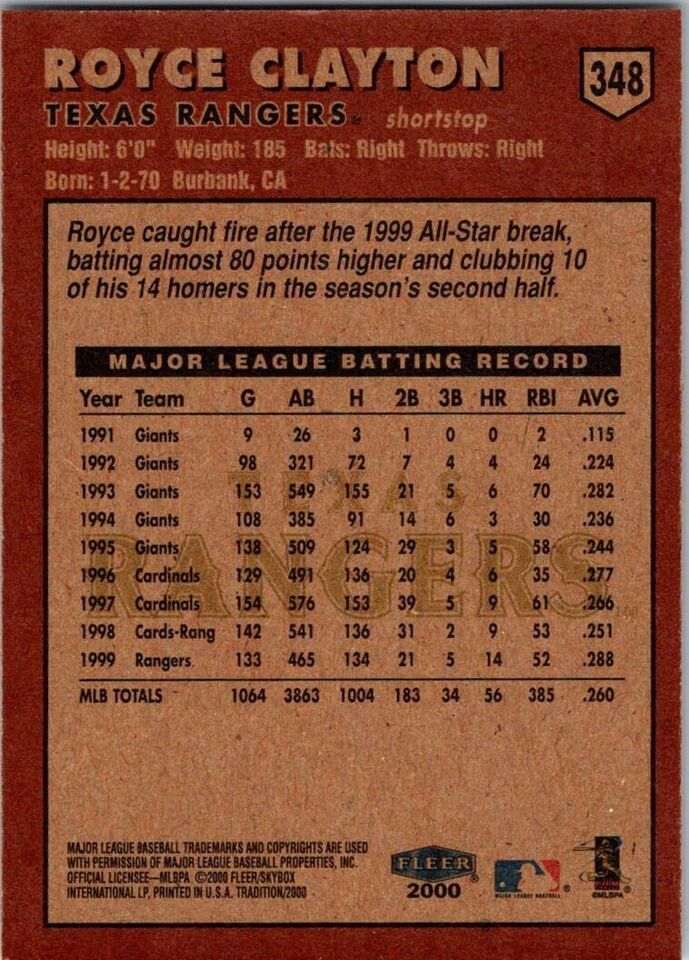 ROYCE CLAYTON
348
TEXAS RANGERS® shortstop
Height: 6'0" Weight: 185 Bats: Right Throws: Right
Born: 1-2-70 Burbank, CA
Royce caught fire after the 1999 All-Star break,
batting almost 80 points higher and clubbing 10
of his 14 homers in the season's second half.
MAJOR LEAGUE BATTING RECORD
Year Team G AB H 2B 3B HR RBI AVG
1991 Giants 9 26 3 1 0 0 2 .115
1992 Giants 98 321 72 7 4 4 24 .224
1993 Giants 153 549 155 21 5 6 70 .282
1994 Giants 108 385 91 14 6 3 30 .236
1995 Giants 138 509 124 29 3 5 58 .244
1996 Cardinals 129 491 136 20 4 6 35 .277
1997 Cardinals 154 576 153 39 5 9 61 .266
1998 Cards-Rang 142 541 136 31 2 9 53 .251
1999 Rangers 133 465 134 21 5 14 52 .288
MLB TOTALS 1064 3863 1004 183 34 56 385 .260
TEXAS
RANGERS™
MAJOR LEAGUE BASEBALL TRADEMARKS AND COPYRIGHTS ARE USED
WITH PERMISSION OF MAJOR LEAGUE BASEBALL PROPERTIES, INC.
OFFICIAL LICENSEE—MLBPA ©2000 FLEER/SKYBOX
INTERNATIONAL LP, PRINTED IN U.S.A. TRADITION/2000
FLEER
2000
MAJOR LEAGUE BASEBALL
©MLBPA